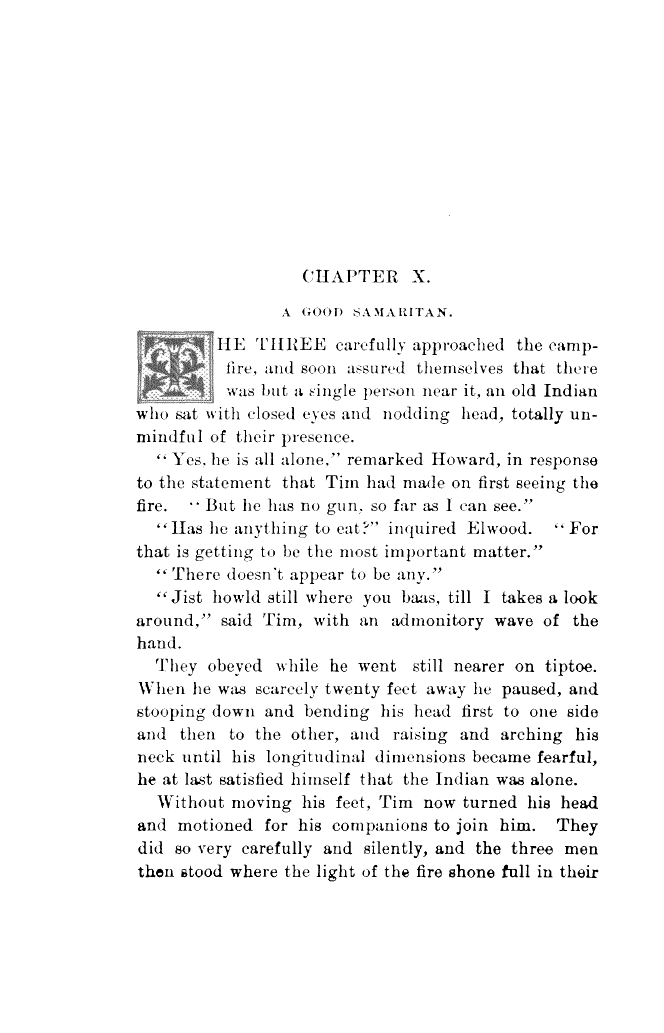 CHAPTER X.
A GOOD SAMARITAN.
THE THREE carefully approached the camp-
fire, and soon assured themselves that there
was but a single person near it, an old Indian
who sat with closed eyes and nodding head, totally un-
mindful of their presence.
“Yes, he is all alone,” remarked Howard, in response
to the statement that Tim had made on first seeing the
fire. “But he has no gun, so far as I can see.”
“Has he anything to eat?” inquired Elwood. “For
that is getting to be the most important matter.”
“There doesn't appear to be any.”
“Jist howld still where you baas, till I takes a look
around,” said Tim, with an admonitory wave of the
hand.
They obeyed while he went still nearer on tiptoe.
When he was scarcely twenty feet away he paused, and
stooping down and bending his head first to one side
and then to the other, and raising and arching his
neck until his longitudinal dimensions became fearful,
he at last satisfied himself that the Indian was alone.
Without moving his feet, Tim now turned his head
and motioned for his companions to join him. They
did so very carefully and silently, and the three men
then stood where the light of the fire shone full in their